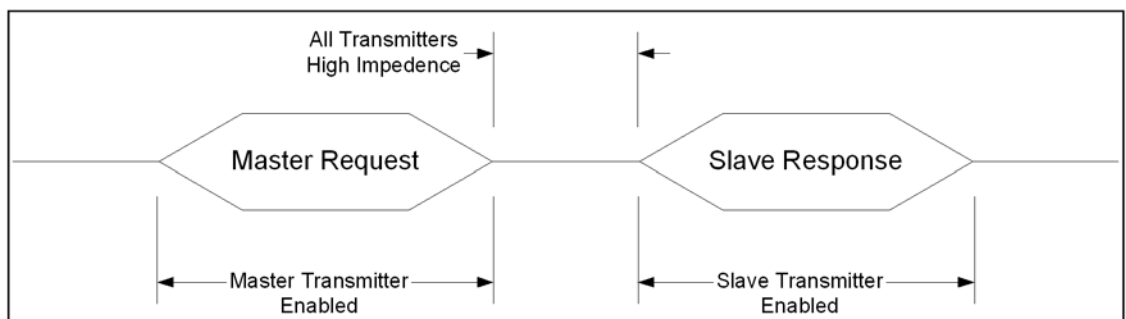 All Transmitters
High Impedence
Master Request
Slave Response
Master Transmitter
Enabled
Slave Transmitter
Enabled